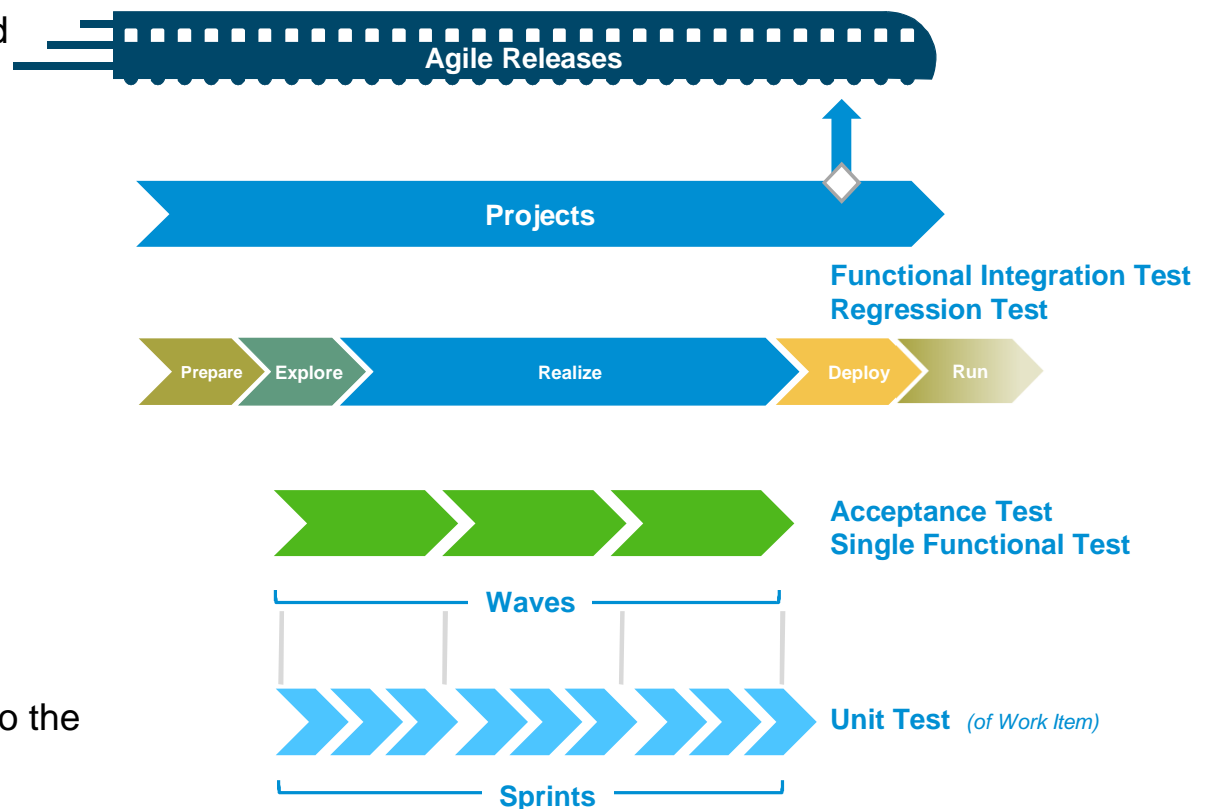 d
Agile Releases
Projects
Functional Integration Test
Regression Test
Prepare Explore Realize Deploy Run
Acceptance Test
Single Functional Test
Waves
o the
Unit Test (of Work Item)
Sprints